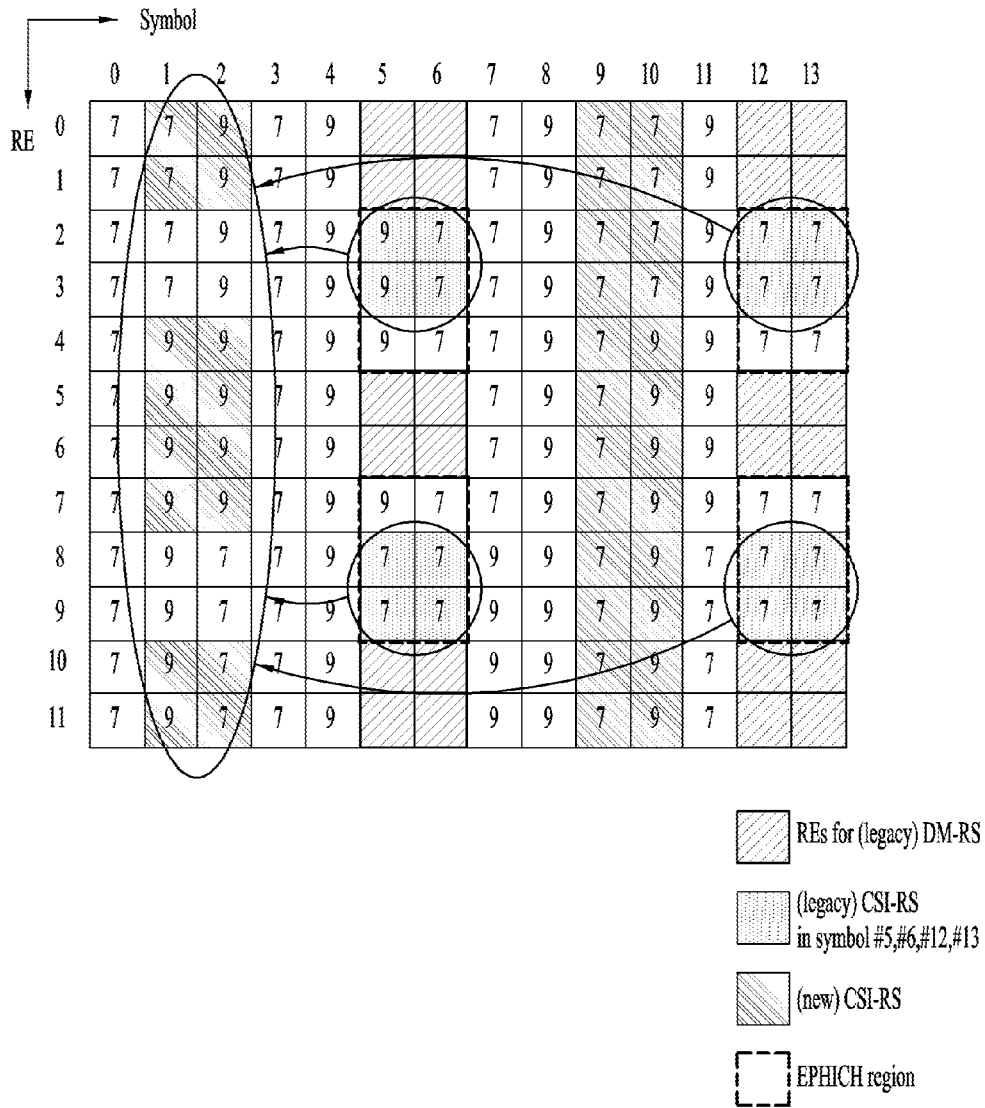 Symbol
0 1 2 3 4 5 6 7 8 9 10 11 12 13
RE
0 7 7 9 7 9 7 9 7 7 9
1 7 7 9 7 9 7 9 7 7 9
2 7 7 9 7 9 9 7 7 9 7 7 9 7 7
3 7 7 9 7 9 9 7 7 9 7 7 9 7 7
4 7 9 9 7 9 9 7 7 9 7 9 9 7 7
5 7 9 9 7 9 7 9 7 9 9
6 7 9 9 7 9 7 9 7 9 9
7 7 9 9 7 9 9 7 7 9 7 9 9 7 7
8 7 9 7 7 9 7 7 9 9 7 9 7 7 7
9 7 9 7 7 9 7 7 9 9 7 9 7 7 7
10 7 9 7 7 9 9 9 7 9 7
11 7 9 7 7 9 9 9 7 9 7
REs for (legacy) DM-RS
(legacy) CSI-RS
in symbol #5,#6,#12,#13
(new) CSI-RS
EPHICH region